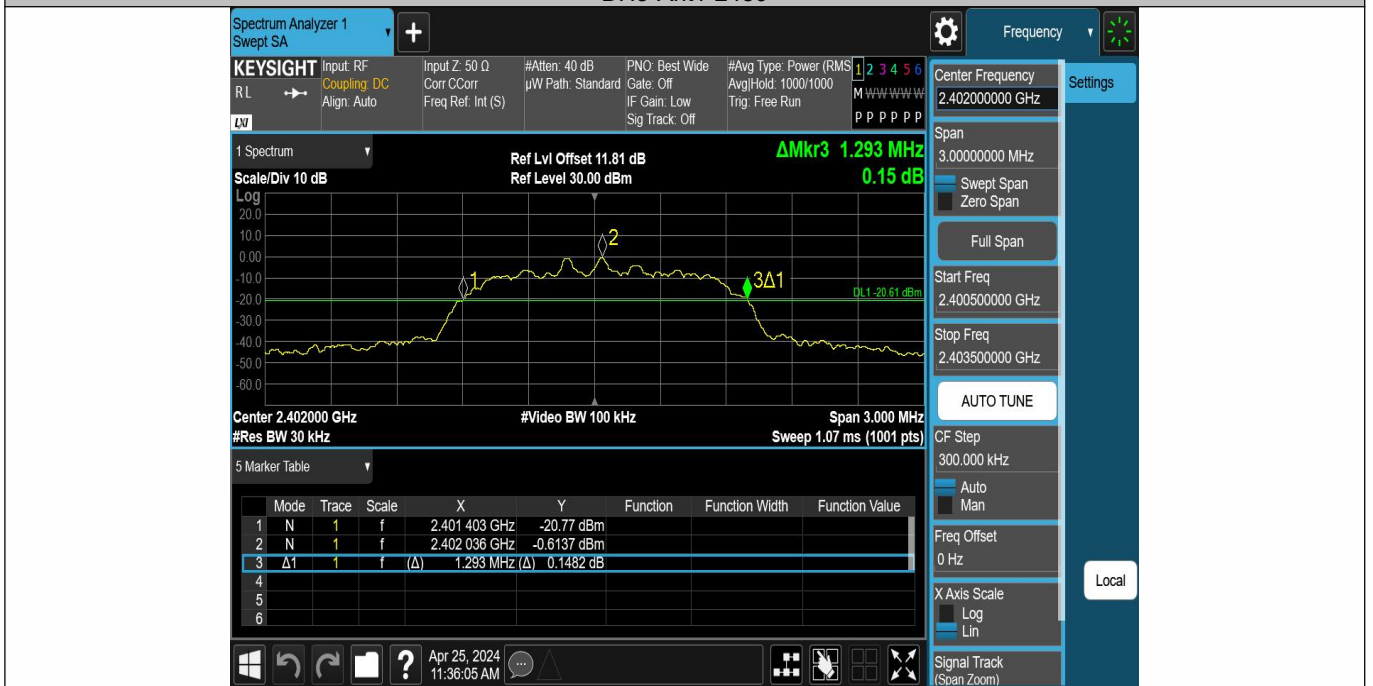 Spectrum Analyzer 1
Swept SA
+
Frequency
KEYSIGHT Input: RF Input Z: 50 Ω #Atten: 40 dB PNO: Best Wide #Avg Type: Power (RMS 1 2 3 4 5 6
RL Coupling: DC Corr CCorr µW Path: Standard Gate: Off Avg|Hold: 1000/1000 M W W W W W
Align: Auto Freq Ref: Int (S) IF Gain: Low Trig: Free Run
LXI Sig Track: Off P P P P P P
1 Spectrum
Ref Lvl Offset 11.81 dB ΔMkr3 1.293 MHz
Scale/Div 10 dB Ref Level 30.00 dBm 0.15 dB
Log
20.0
10.0
0.00
-10.0
-20.0
-30.0
-40.0
-50.0
-60.0
2
1
3Δ1
DL1 -20.61 dBm
Center 2.402000 GHz #Video BW 100 kHz Span 3.000 MHz
#Res BW 30 kHz Sweep 1.07 ms (1001 pts)
5 Marker Table
Mode Trace Scale X Y Function Function Width Function Value
1 N 1 f 2.401 403 GHz -20.77 dBm
2 N 1 f 2.402 036 GHz -0.6137 dBm
3 Δ1 1 f (Δ) 1.293 MHz (Δ) 0.1482 dB
4
5
6
? Apr 25, 2024
11:36:05 AM
Center Frequency
2.402000000 GHz
Settings
Span
3.00000000 MHz
Swept Span
Zero Span
Full Span
Start Freq
2.400500000 GHz
Stop Freq
2.403500000 GHz
AUTO TUNE
CF Step
300.000 kHz
Auto
Man
Freq Offset
0 Hz
Local
X Axis Scale
Log
Lin
Signal Track
(Span Zoom)